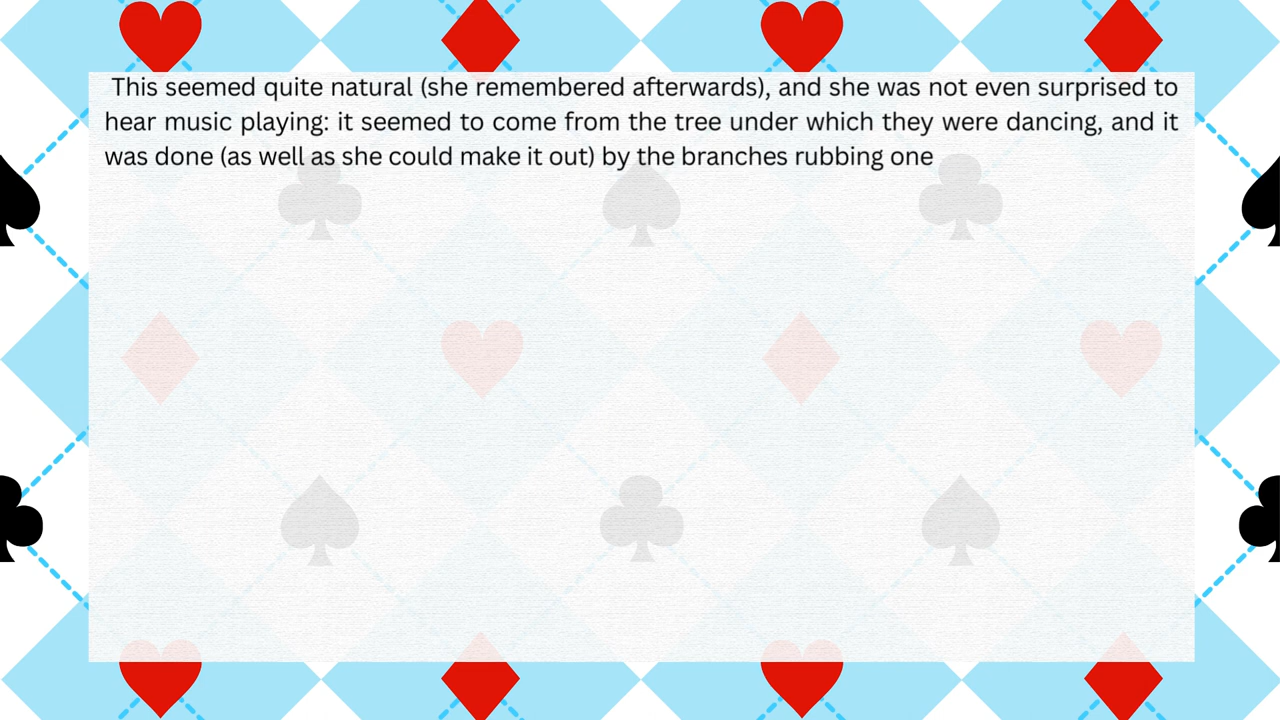 This seemed quite natural (she remembered afterwards), and she was not even surprised to
hear music playing: it seemed to come from the tree under which they were dancing, and it
was done (as well as she could make it out) by the branches rubbing one